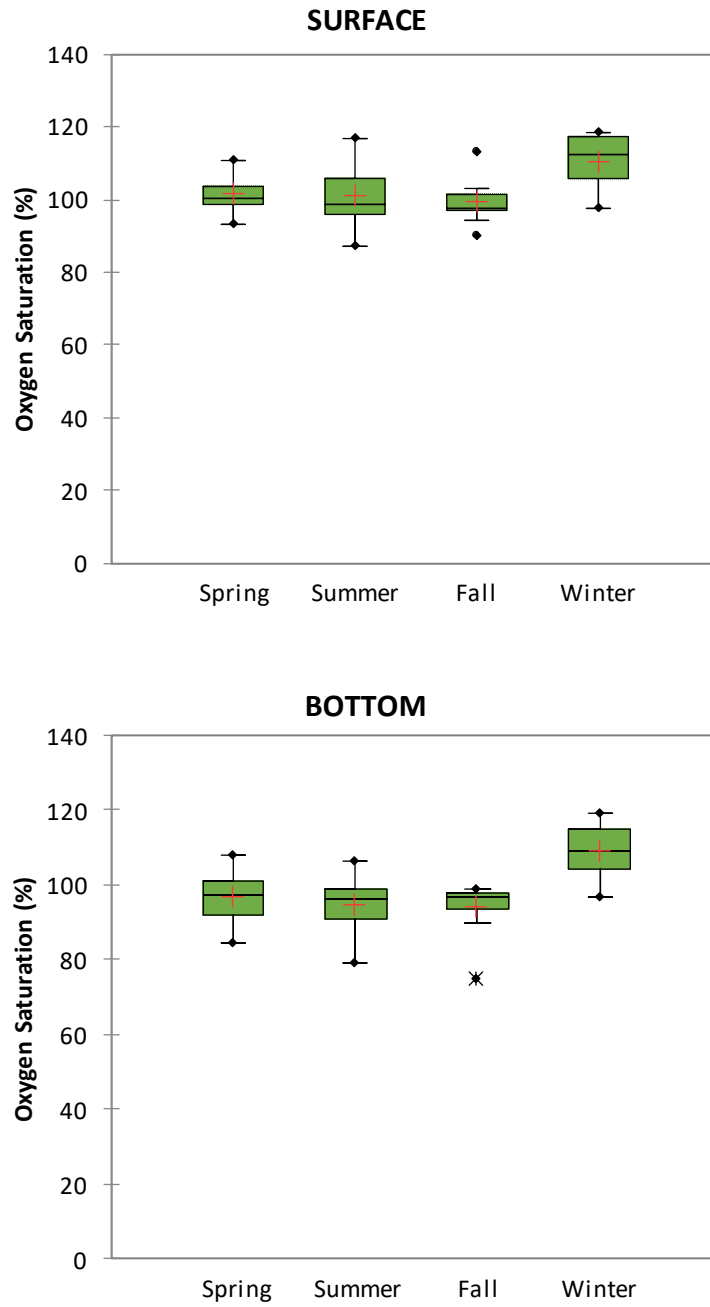 SURFACE
140
120
100
80
60
40
20
0
Oxygen Saturation (%)
Spring Summer Fall Winter
BOTTOM
140
120
100
80
60
40
20
0
Oxygen Saturation (%)
Spring Summer Fall Winter